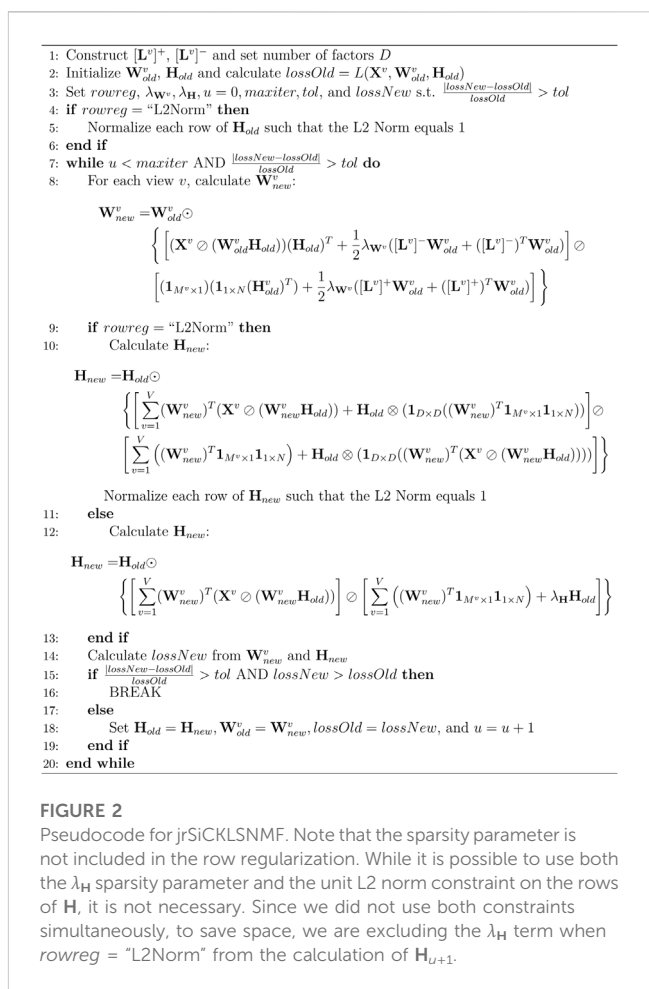 1: Construct [L^v]^+, [L^v]^- and set number of factors D
2: Initialize W^v_old, H_old and calculate lossOld = L(X^v, W^v_old, H_old)
3: Set rowreg, λ_{W^v}, λ_H, u = 0, maxiter, tol, and lossNew s.t. |lossNew−lossOld|/lossOld > tol
4: if rowreg = “L2Norm” then
5: Normalize each row of H_old such that the L2 Norm equals 1
6: end if
7: while u < maxiter AND |lossNew−lossOld|/lossOld > tol do
8: For each view v, calculate W^v_new:
W^v_new =W^v_old⊙
{ [(X^v ⊘ (W^v_old H_old))(H_old)^T + 1/2 λ_{W^v}([L^v]^- W^v_old + ([L^v]^-)^T W^v_old)] ⊘
[(1_{M^v×1})(1_{1×N}(H^v_old)^T) + 1/2 λ_{W^v}([L^v]^+ W^v_old + ([L^v]^+)^T W^v_old)] }
9: if rowreg = “L2Norm” then
10: Calculate H_new:
H_new =H_old⊙
{[∑_{v=1}^{V} (W^v_new)^T(X^v ⊘ (W^v_new H_old)) + H_old ⊗ (1_{D×D}((W^v_new)^T 1_{M^v×1} 1_{1×N}))]⊘
[∑_{v=1}^{V} ((W^v_new)^T 1_{M^v×1} 1_{1×N}) + H_old ⊗ (1_{D×D}((W^v_new)^T(X^v ⊘ (W^v_new H_old))))]}
Normalize each row of H_new such that the L2 Norm equals 1
11: else
12: Calculate H_new:
H_new =H_old⊙
{[∑_{v=1}^{V} (W^v_new)^T(X^v ⊘ (W^v_new H_old))] ⊘ [∑_{v=1}^{V} ((W^v_new)^T 1_{M^v×1} 1_{1×N}) + λ_H H_old]}
13: end if
14: Calculate lossNew from W^v_new and H_new
15: if |lossNew−lossOld|/lossOld > tol AND lossNew > lossOld then
16: BREAK
17: else
18: Set H_old = H_new, W^v_old = W^v_new, lossOld = lossNew, and u = u + 1
19: end if
20: end while
FIGURE 2
Pseudocode for jrSiCKLSNMF. Note that the sparsity parameter is
not included in the row regularization. While it is possible to use both
the λ_H sparsity parameter and the unit L2 norm constraint on the rows
of H, it is not necessary. Since we did not use both constraints
simultaneously, to save space, we are excluding the λ_H term when
rowreg = “L2Norm” from the calculation of H_{u+1}.